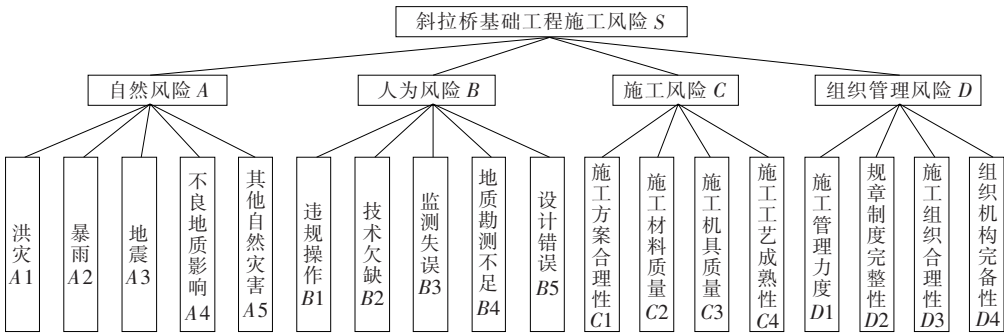 斜拉桥基础工程施工风险 S
自然风险 A
人为风险 B
施工风险 C
组织管理风险 D
洪灾A1
暴雨A2
地震A3
不良地质影响A4
其他自然灾害A5
违规操作B1
技术欠缺B2
监测失误B3
地质勘测不足B4
设计错误B5
施工方案合理性C1
施工材料质量C2
施工机具质量C3
施工工艺成熟性C4
施工管理力度D1
规章制度完整性D2
施工组织合理性D3
组织机构完备性D4